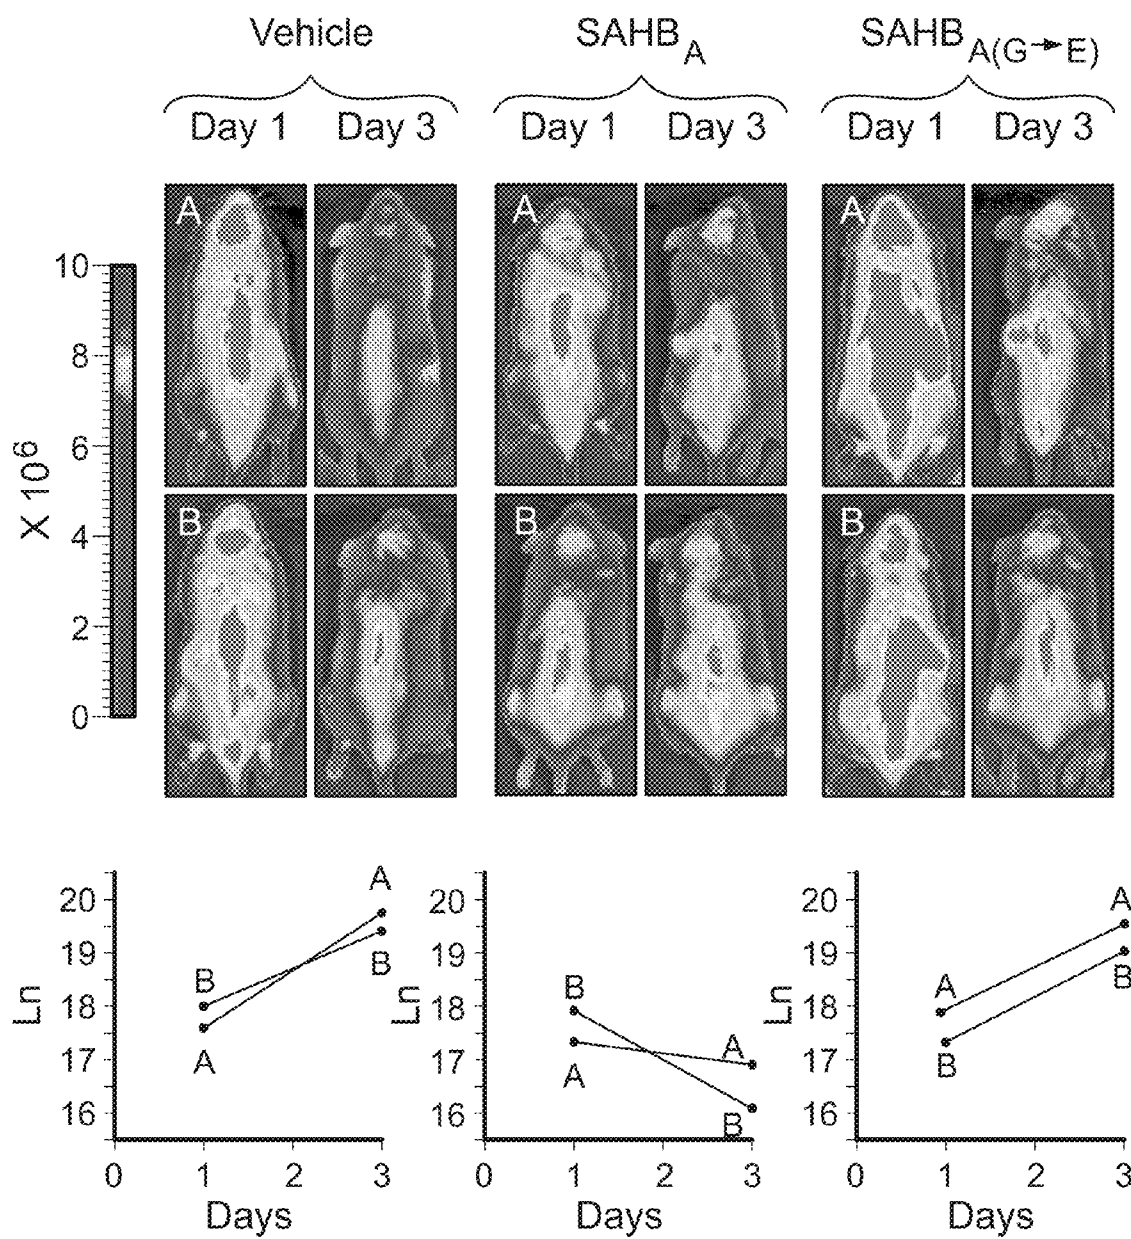 Vehicle SAHB A SAHB A(G→E)
Day 1 Day 3 Day 1 Day 3 Day 1 Day 3
A A A
10
8
6
X 10⁶
4
2
0
B B B
20
19
18
17
16
Ln
A
B
B
A
0 1 2 3
Days
20
19
18
17
16
Ln
B
A
A
B
0 1 2 3
Days
20
19
18
17
16
Ln
A
B
A
B
0 1 2 3
Days